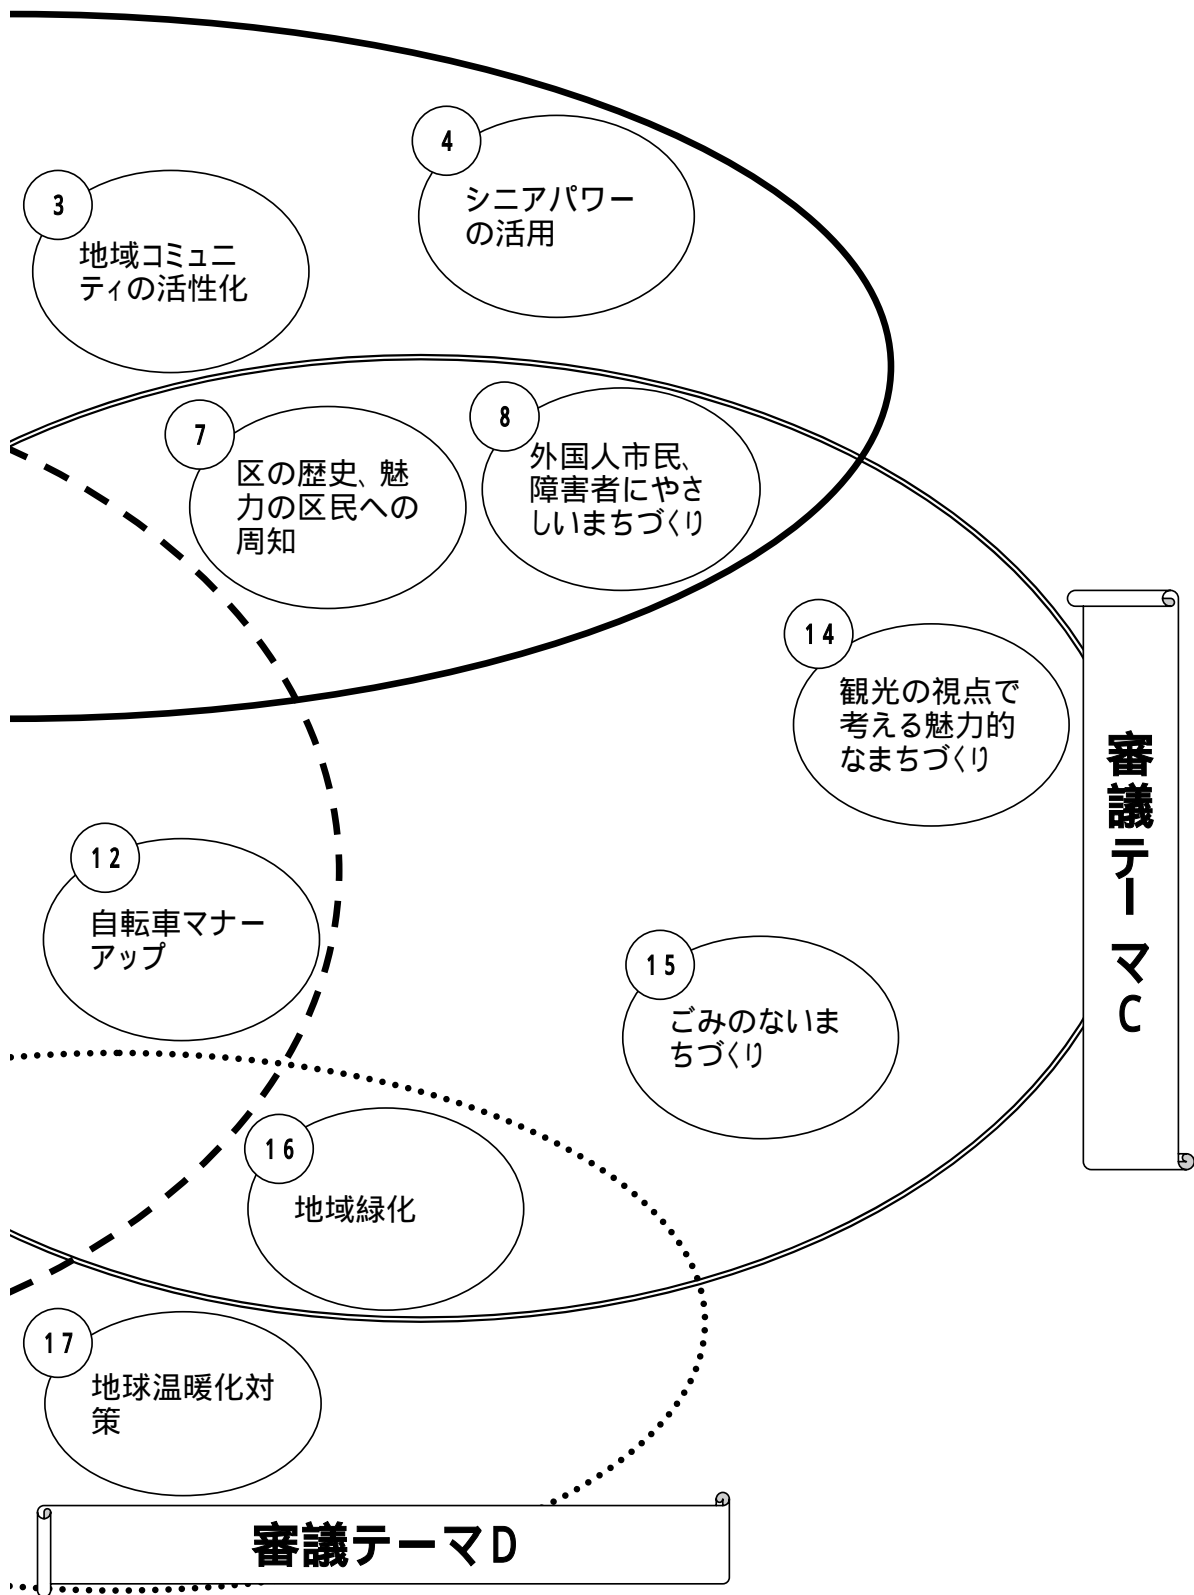 4
シニアパワー
の活用
3
地域コミュニ
ティの活性化
7
区の歴史、魅
力の区民への
周知
8
外国人市民、
障害者にやさ
しいまちづくり
14
観光の視点で
考える魅力的
なまちづくり
審議テーマC
12
自転車マナー
アップ
15
ごみのないま
ちづくり
16
地域緑化
17
地球温暖化対
策
審議テーマD